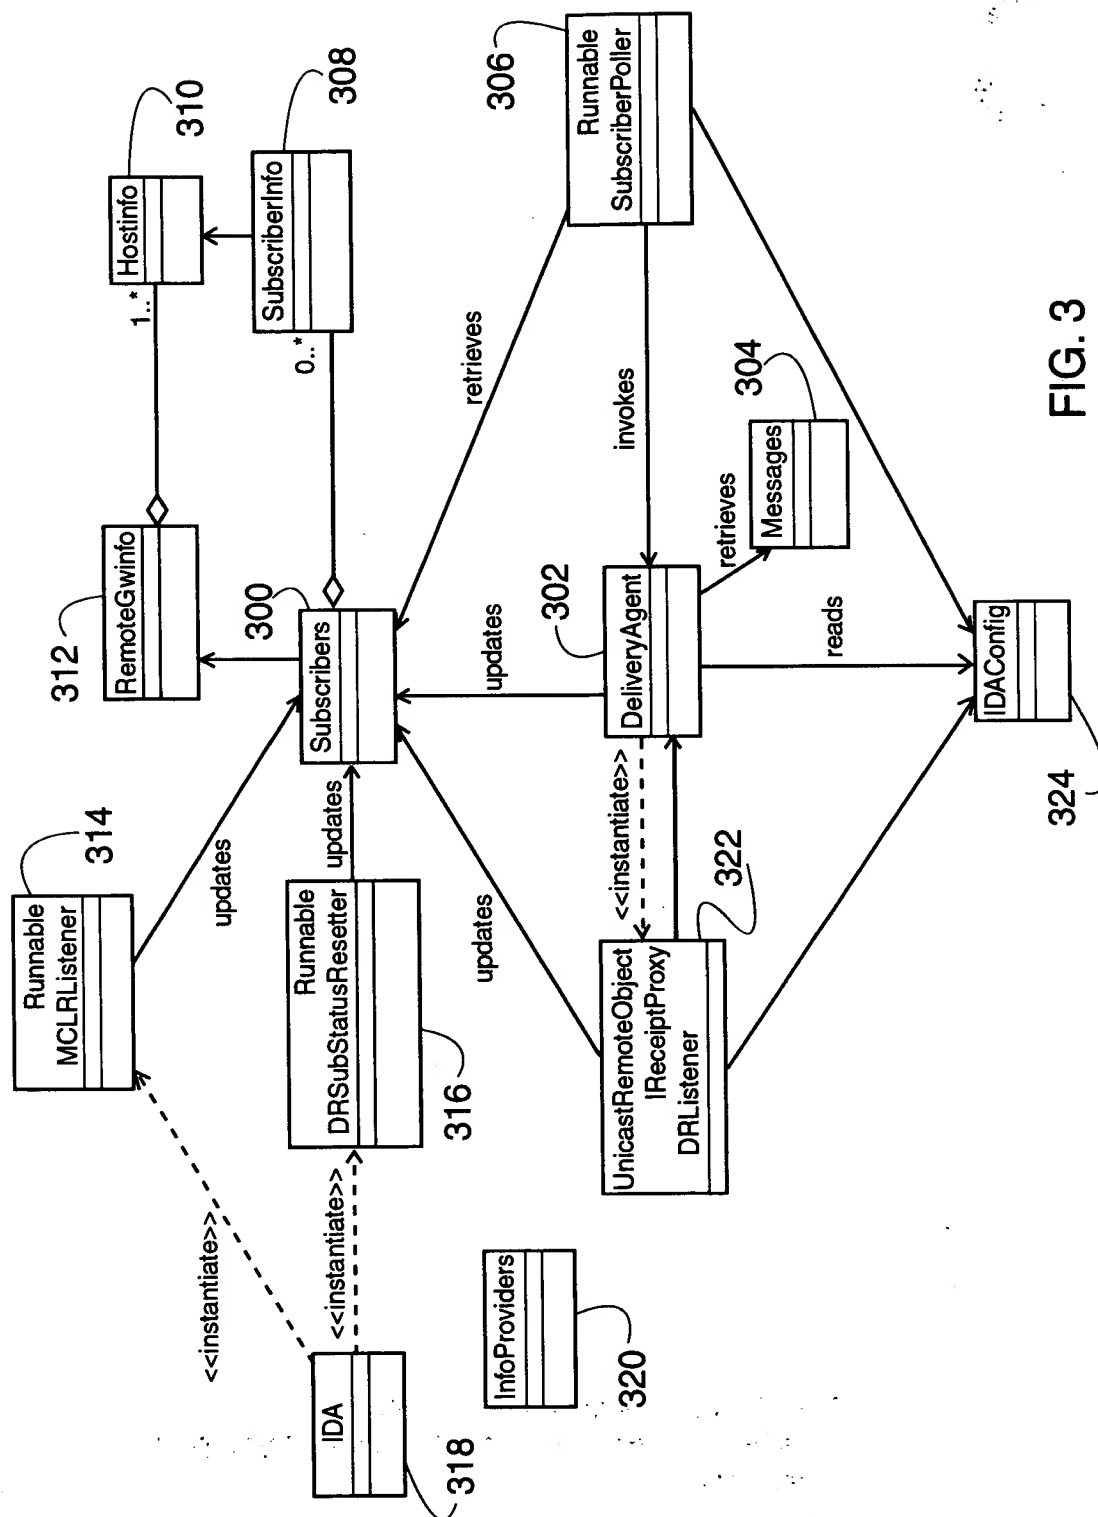 312
RemoteGwinfo
1..*
Hostinfo
310
314
Runnable
MCLRListener
updates
300
Subscribers
0..*
SubscriberInfo
308
<<instantiate>>
IDA
318
<<instantiate>>
Runnable
DRSubStatusResetter
316
updates
retrieves
updates
updates
InfoProviders
320
UnicastRemoteObject
IReceiptProxy
DRListener
322
<<instantiate>>
302
DeliveryAgent
invokes
Runnable
SubscriberPoller
306
retrieves
Messages
304
reads
IDAConfig
324
FIG. 3